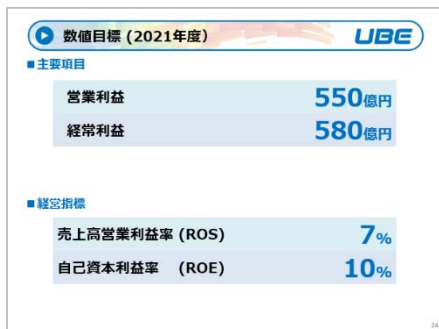 数値目標 (2021年度)
UBE
■主要項目
営業利益 550億円
経常利益 580億円
■経営指標
売上高営業利益率 (ROS) 7%
自己資本利益率 (ROE) 10%
24